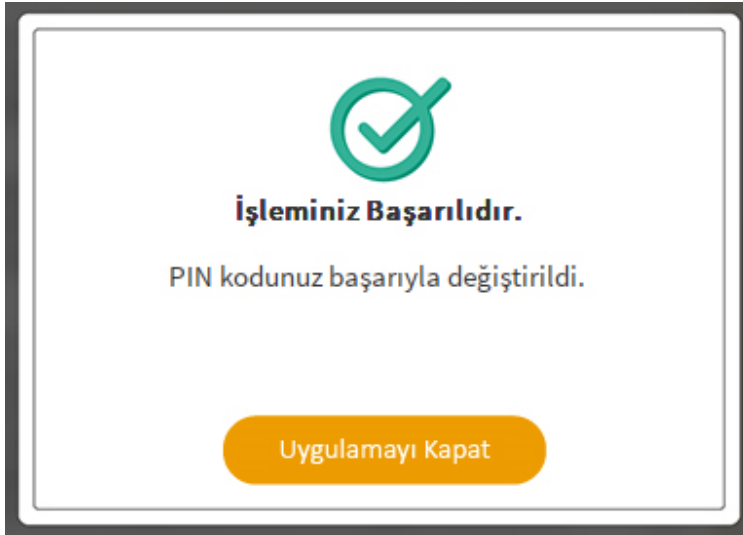 İşleminiz Başarılıdır.
PIN kodunuz başarıyla değiştirildi.
Uygulamayı Kapat